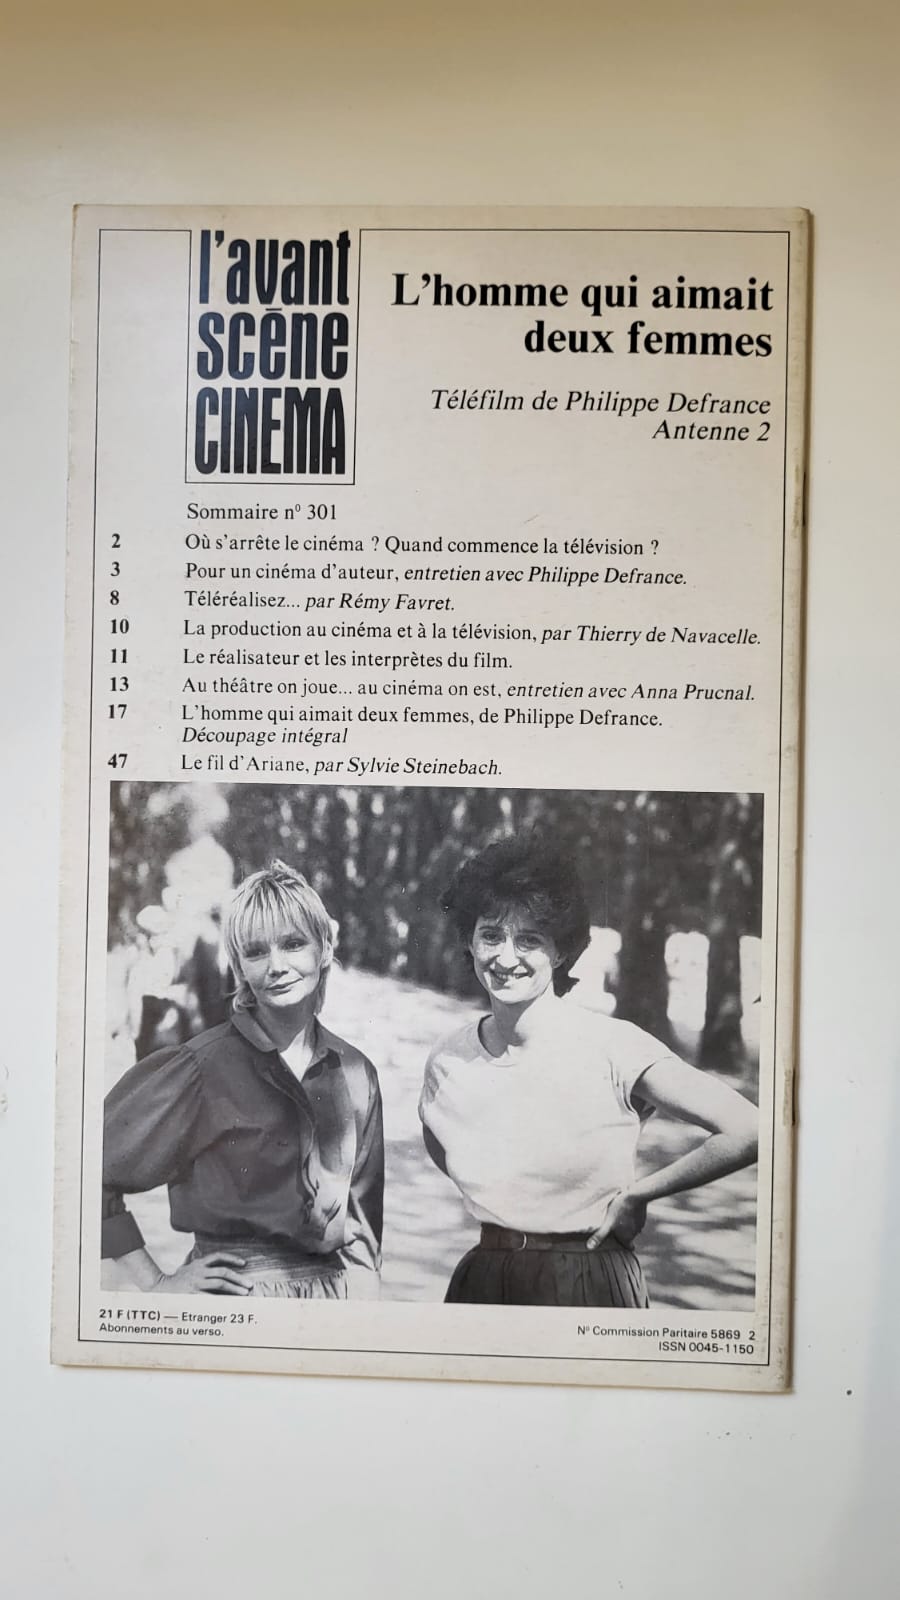 l'avant
scène
CINEMA
L'homme qui aimait
deux femmes
Téléfilm de Philippe Defrance
Antenne 2
Sommaire nº 301
2 Où s'arrête le cinéma ? Quand commence la télévision ?
3 Pour un cinéma d'auteur, entretien avec Philippe Defrance.
8 Téléréalisez... par Rémy Favret.
10 La production au cinéma et à la télévision, par Thierry de Navacelle.
11 Le réalisateur et les interprètes du film.
13 Au théâtre on joue... au cinéma on est, entretien avec Anna Prucnal.
17 L'homme qui aimait deux femmes, de Philippe Defrance.
Découpage intégral
47 Le fil d'Ariane, par Sylvie Steinebach.
21 F (TTC) — Etranger 23 F.
Abonnements au verso.
Nº Commission Paritaire 5869 2
ISSN 0045-1150